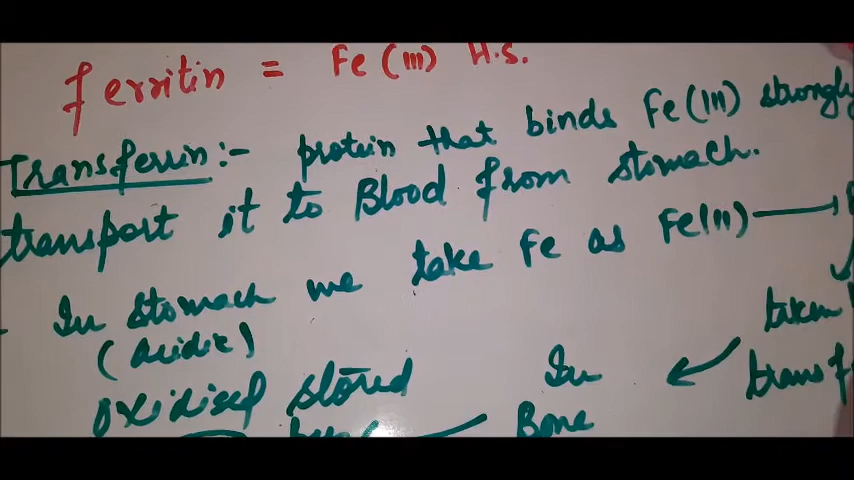 ferritin = Fe(III) H.S.
Transferrin:- protein that binds Fe(III) strongly
transport it to Blood from stomach.
- In stomach we take Fe as Fe(II) →
(acidic) taken
oxidised stored In ← transf
Bone